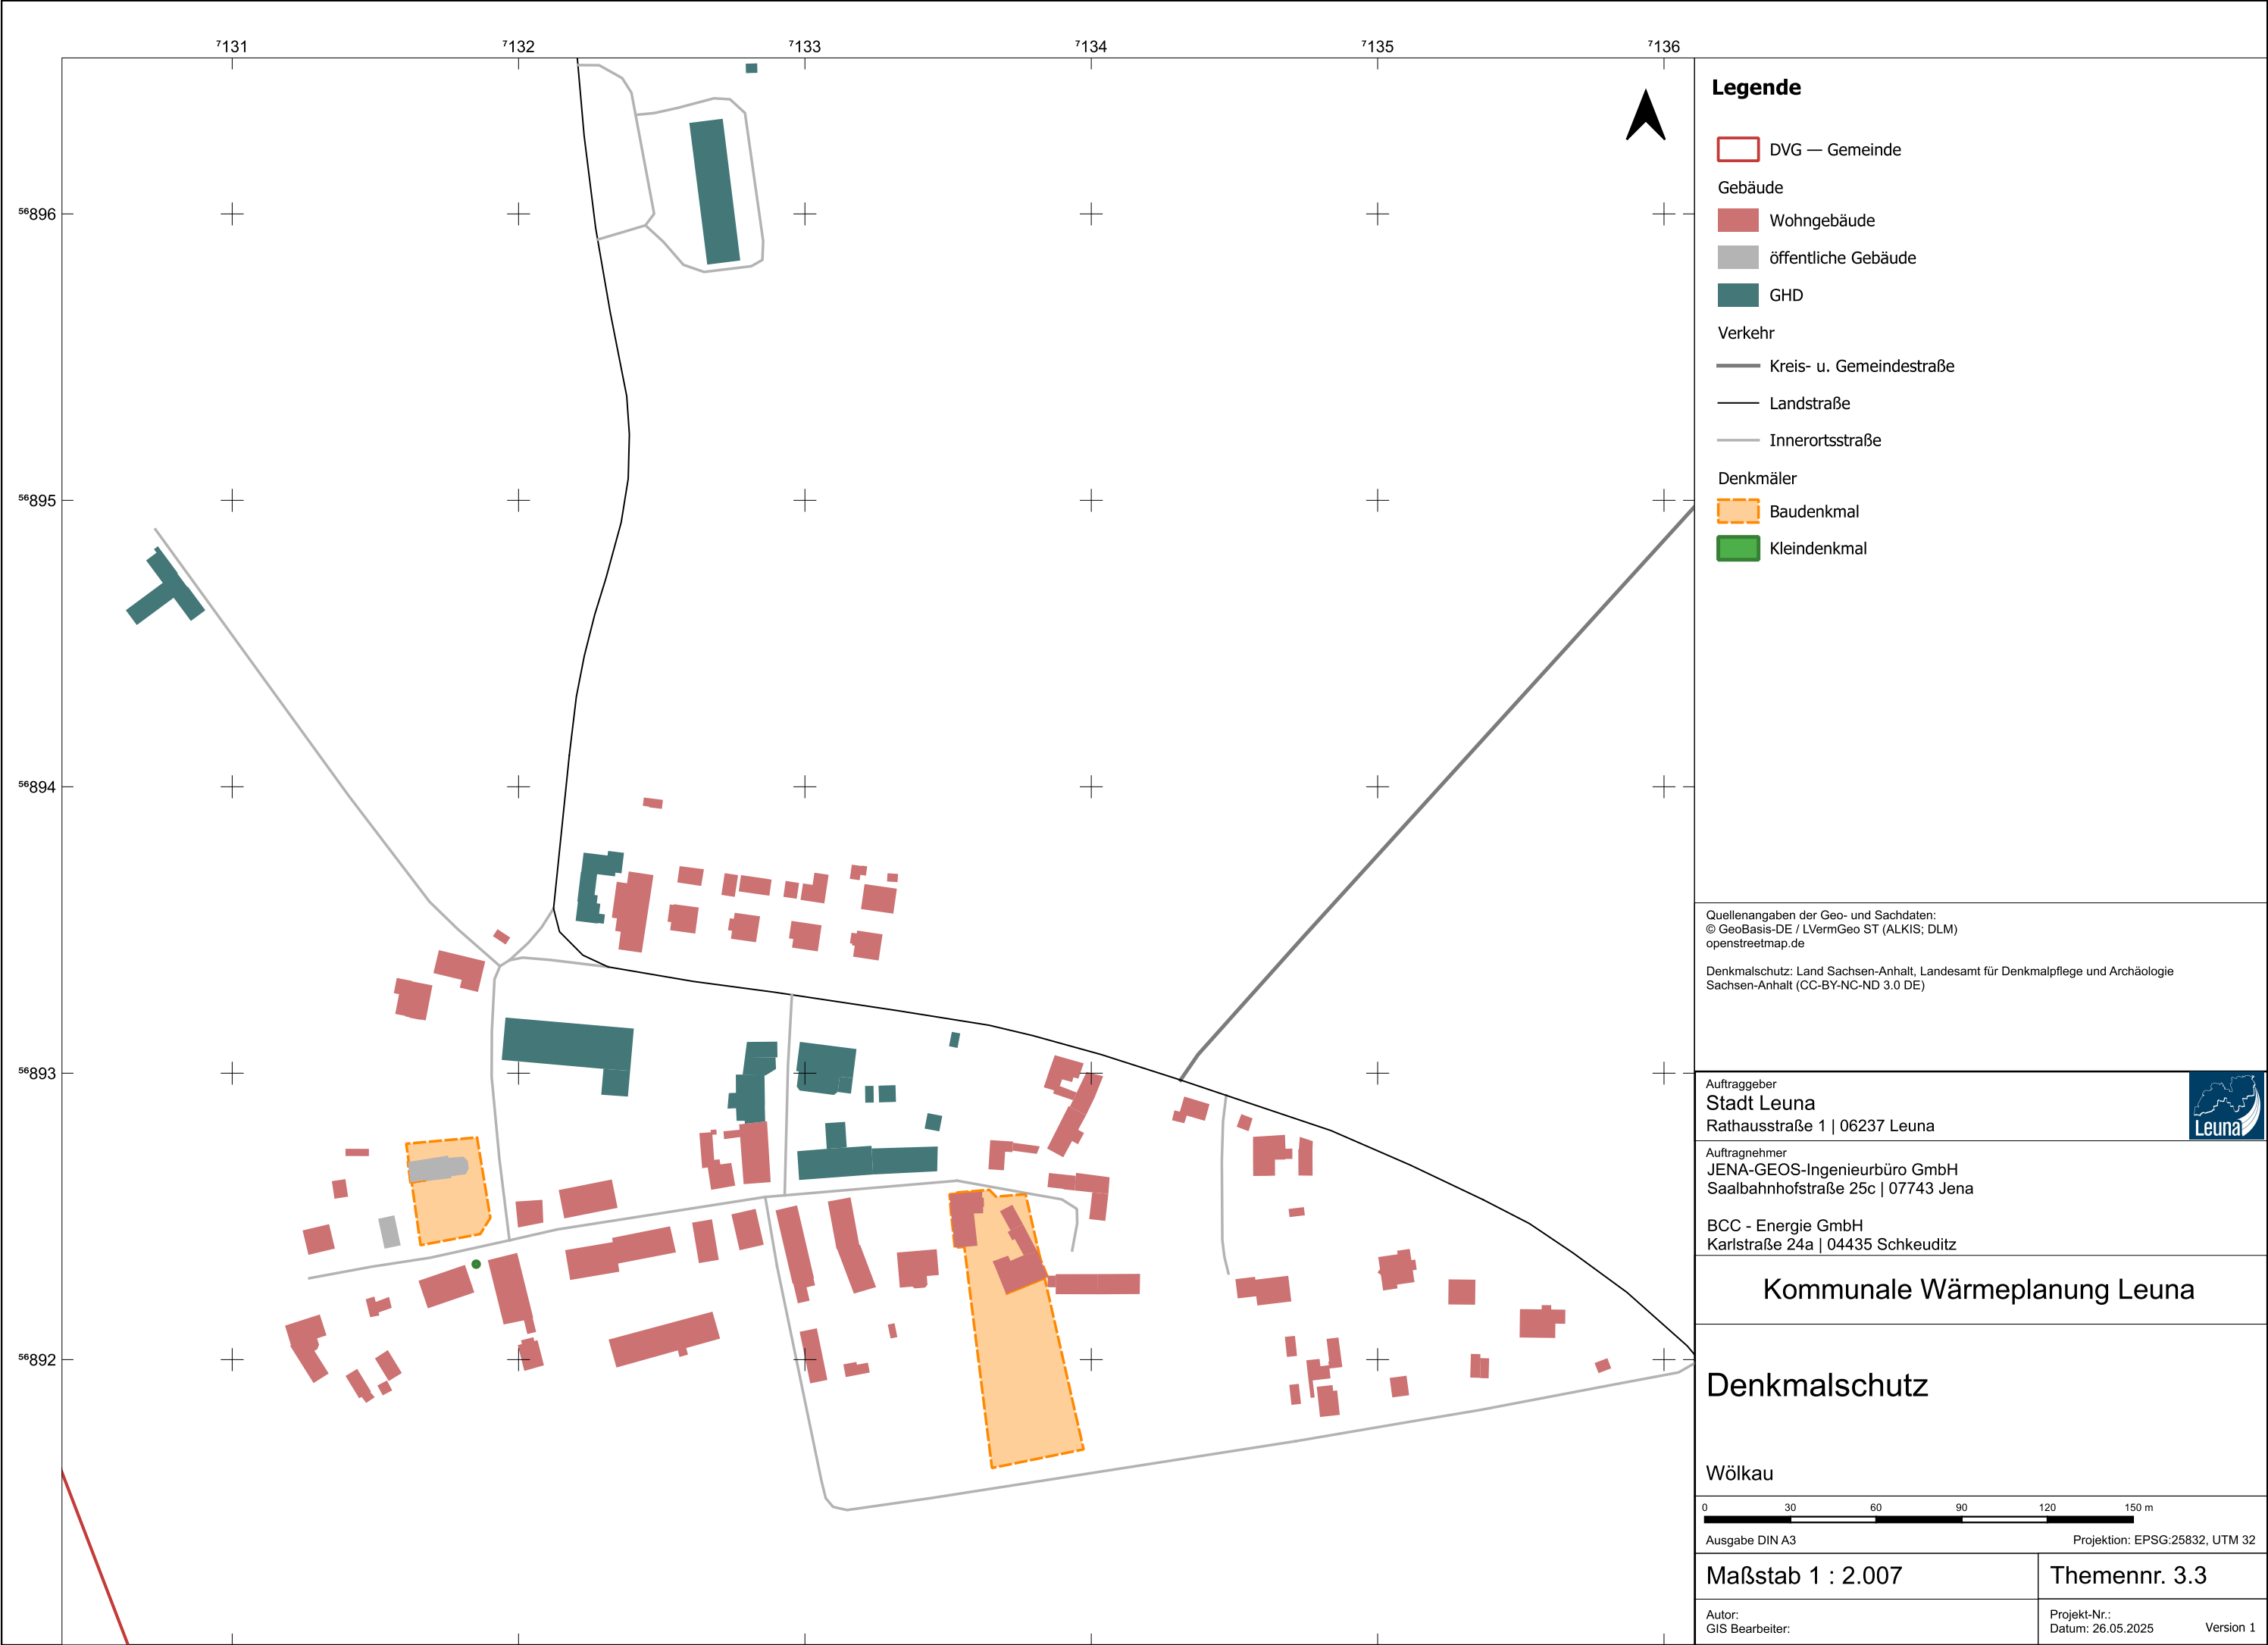 7131 7132 7133 7134 7135 7136
56896
56895
56894
56893
56892
Legende
DVG — Gemeinde
Gebäude
Wohngebäude
öffentliche Gebäude
GHD
Verkehr
Kreis- u. Gemeindestraße
Landstraße
Innerortsstraße
Denkmäler
Baudenkmal
Kleindenkmal
Quellenangaben der Geo- und Sachdaten:
© GeoBasis-DE / LVermGeo ST (ALKIS; DLM)
openstreetmap.de
Denkmalschutz: Land Sachsen-Anhalt, Landesamt für Denkmalpflege und Archäologie
Sachsen-Anhalt (CC-BY-NC-ND 3.0 DE)
Auftraggeber
Stadt Leuna
Rathausstraße 1 | 06237 Leuna
Leuna
Auftragnehmer
JENA-GEOS-Ingenieurbüro GmbH
Saalbahnhofstraße 25c | 07743 Jena
BCC - Energie GmbH
Karlstraße 24a | 04435 Schkeuditz
Kommunale Wärmeplanung Leuna
Denkmalschutz
Wölkau
0 30 60 90 120 150 m
Ausgabe DIN A3 Projektion: EPSG:25832, UTM 32
Maßstab 1 : 2.007
Themennr. 3.3
Autor:
GIS Bearbeiter:
Projekt-Nr.:
Datum: 26.05.2025 Version 1